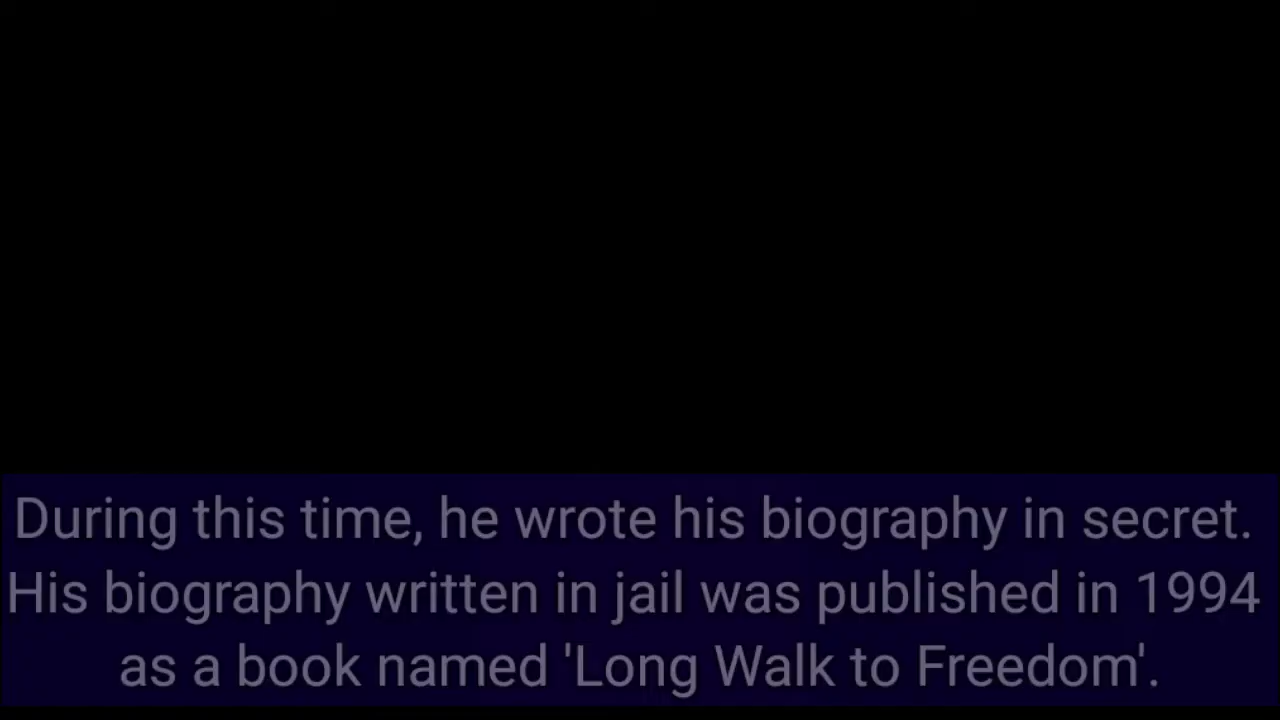 During this time, he wrote his biography in secret.
His biography written in jail was published in 1994
as a book named 'Long Walk to Freedom'.